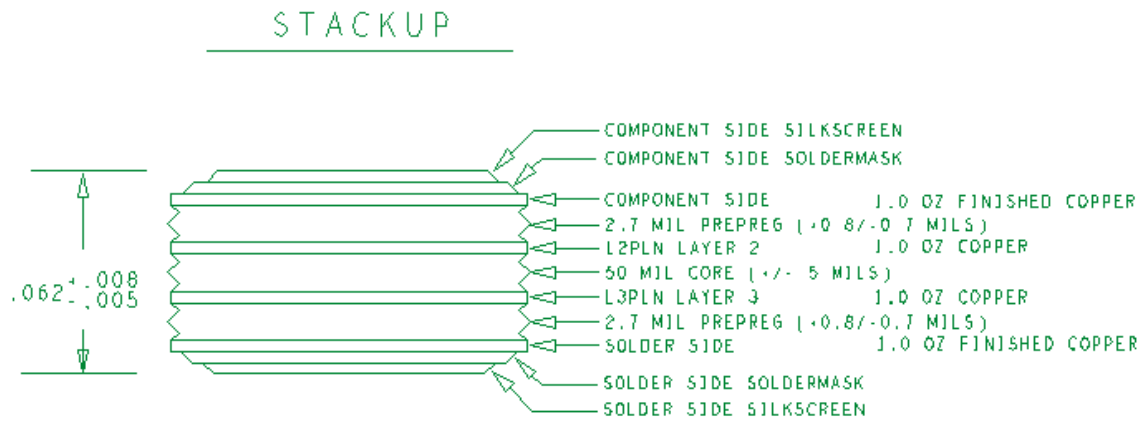 STACKUP
COMPONENT SIDE SILKSCREEN
COMPONENT SIDE SOLDERMASK
COMPONENT SIDE 1.0 OZ FINISHED COPPER
2.7 MIL PREPREG (+0.8/-0.7 MILS)
L2PLN LAYER 2 1.0 OZ COPPER
50 MIL CORE (+/- 5 MILS)
.062 +.008 -.005
L3PLN LAYER 3 1.0 OZ COPPER
2.7 MIL PREPREG (+0.8/-0.7 MILS)
SOLDER SIDE 1.0 OZ FINISHED COPPER
SOLDER SIDE SOLDERMASK
SOLDER SIDE SILKSCREEN